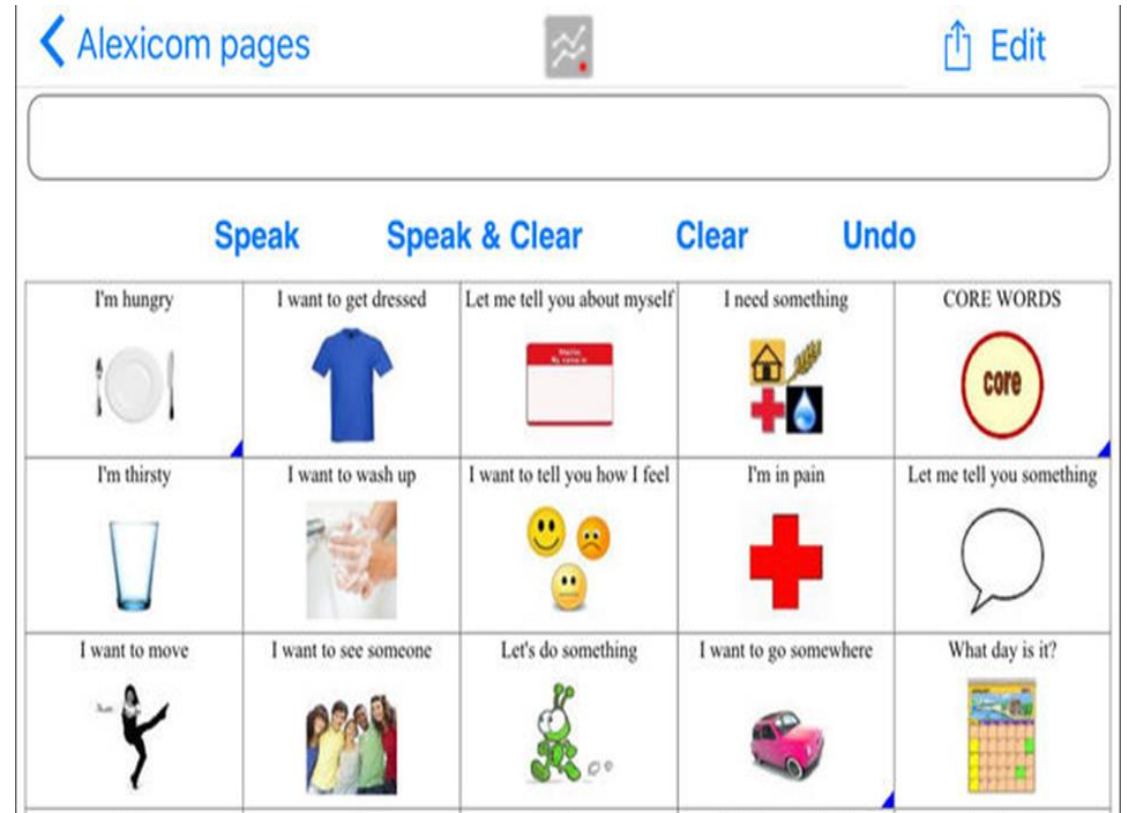 Alexicom pages
Edit
Speak Speak & Clear Clear Undo
I'm hungry I want to get dressed Let me tell you about myself I need something CORE WORDS
core
I'm thirsty I want to wash up I want to tell you how I feel I'm in pain Let me tell you something
I want to move I want to see someone Let's do something I want to go somewhere What day is it?